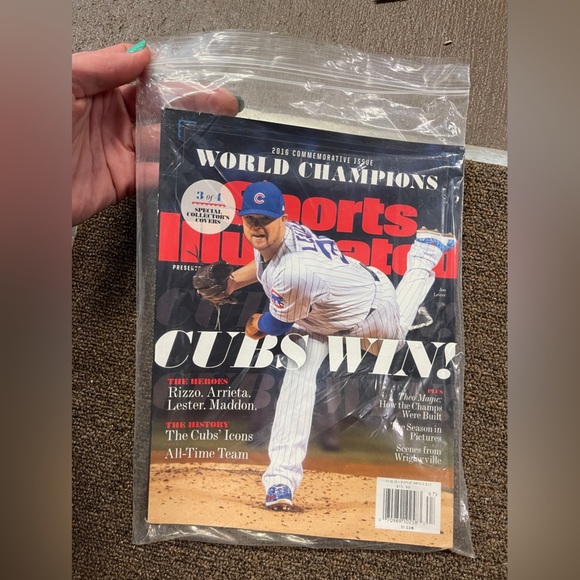 2016 COMMEMORATIVE ISSUE
WORLD CHAMPIONS
3 of 4
SPECIAL
COLLECTOR'S
COVERS
Sports
Illustrated
C
LES
Jon
Lester
CUBS WIN!
THE HEROES
Rizzo. Arrieta.
Lester. Maddon.
THE HISTORY
The Cubs' Icons
All-Time Team
PLUS
Theo Magic:
How the Champs
Were Built
The Season in
Pictures
Scenes from
Wrigleyville